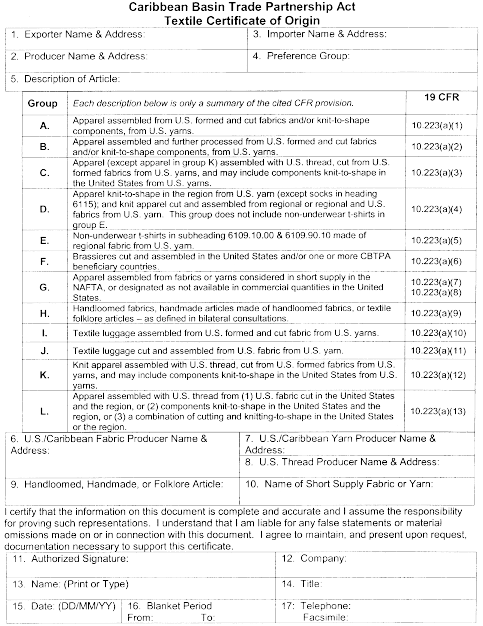 Caribbean Basin Trade Partnership Act
Textile Certificate of Origin
1. Exporter Name & Address:
3. Importer Name & Address:
2. Producer Name & Address:
4. Preference Group:
5. Description of Article:
Group
Each description below is only a summary of the cited CFR provision.
19 CFR
A.
Apparel assembled from U.S. formed and cut fabrics and/or knit-to-shape
components, from U.S. yarns.
10.223(a)(1)
B.
Apparel assembled and further processed from U.S. formed and cut fabrics
and/or knit-to-shape components, from U.S. yarns.
10.223(a)(2)
C.
Apparel (except apparel in group K) assembled with U.S. thread, cut from U.S.
formed fabrics from U.S. yarns, and may include components knit-to-shape in
the United States from U.S. yarns.
10.223(a)(3)
D.
Apparel knit-to-shape in the region from U.S. yarn (except socks in heading
6115); and knit apparel cut and assembled from regional or regional and U.S.
fabrics from U.S. yarn. This group does not include non-underwear t-shirts in
group E.
10.223(a)(4)
E.
Non-underwear t-shirts in subheading 6109.10.00 & 6109.90.10 made of
regional fabric from U.S. yarn.
10.223(a)(5)
F.
Brassieres cut and assembled in the United States and/or one or more CBTPA
beneficiary countries.
10.223(a)(6)
G.
Apparel assembled from fabrics or yarns considered in short supply in the
NAFTA, or designated as not available in commercial quantities in the United
States.
10.223(a)(7)
10.223(a)(8)
H.
Handloomed fabrics, handmade articles made of handloomed fabrics, or textile
folklore articles – as defined in bilateral consultations.
10.223(a)(9)
I.
Textile luggage assembled from U.S. formed and cut fabric from U.S. yarns.
10.223(a)(10)
J.
Textile luggage cut and assembled from U.S. fabric from U.S. yarn.
10.223(a)(11)
K.
Knit apparel assembled with U.S. thread, cut from U.S. formed fabrics from U.S.
yarns, and may include components knit-to-shape in the United States from U.S.
yarns.
10.223(a)(12)
L.
Apparel assembled with U.S. thread from (1) U.S. fabric cut in the United States
and the region, or (2) components knit-to-shape in the United States and the
region, or (3) a combination of cutting and knitting-to-shape in the United States
or the region.
10.223(a)(13)
6. U.S./Caribbean Fabric Producer Name &
Address:
7. U.S./Caribbean Yarn Producer Name &
Address:
8. U.S. Thread Producer Name & Address:
9. Handloomed, Handmade, or Folklore Article:
10. Name of Short Supply Fabric or Yarn:
I certify that the information on this document is complete and accurate and I assume the responsibility
for proving such representations. I understand that I am liable for any false statements or material
omissions made on or in connection with this document. I agree to maintain, and present upon request,
documentation necessary to support this certificate.
11. Authorized Signature:
12. Company:
13. Name: (Print or Type)
14. Title:
15. Date: (DD/MM/YY)
16. Blanket Period
From: To:
17: Telephone:
Facsimile: